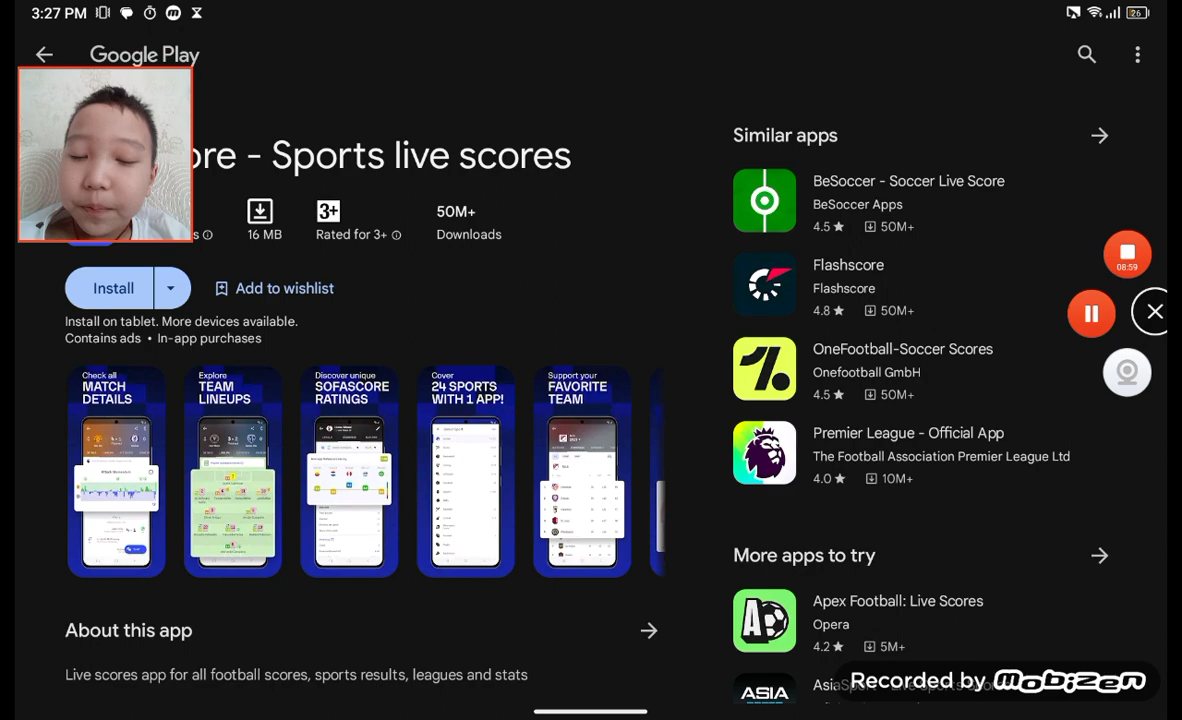 3:27 PM
26
Google Play
ore - Sports live scores
s
16 MB
3+
Rated for 3+
50M+
Downloads
Install
Add to wishlist
Install on tablet. More devices available.
Contains ads • In-app purchases
Check all
MATCH
DETAILS
Explore
TEAM
LINEUPS
Discover unique
SOFASCORE
RATINGS
Cover
24 SPORTS
WITH 1 APP!
Support your
FAVORITE
TEAM
About this app
Live scores app for all football scores, sports results, leagues and stats
Similar apps
BeSoccer - Soccer Live Score
BeSoccer Apps
4.5★ 50M+
Flashscore
Flashscore
4.8★ 50M+
OneFootball-Soccer Scores
Onefootball GmbH
4.5★ 50M+
Premier League - Official App
The Football Association Premier League Ltd
4.0★ 10M+
More apps to try
Apex Football: Live Scores
Opera
4.2★ 5M+
ASIA
08:59
Recorded by mobizen